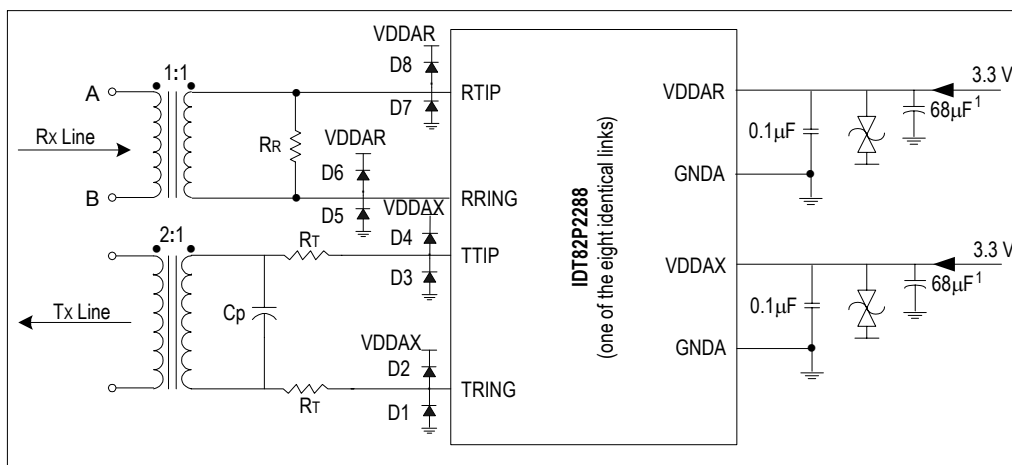 VDDAR
D8
1:1
A
RTIP
VDDAR
3.3 V
D7
68µF1
VDDAR
0.1µF
Rx Line
RR
D6
GNDA
B
RRING
D5
VDDAX
2:1
RT
D4
TTIP
VDDAX
3.3 V
D3
68µF1
0.1µF
Tx Line
Cp
VDDAX
GNDA
D2
TRING
RT
D1
IDT82P2288
(one of the eight identical links)